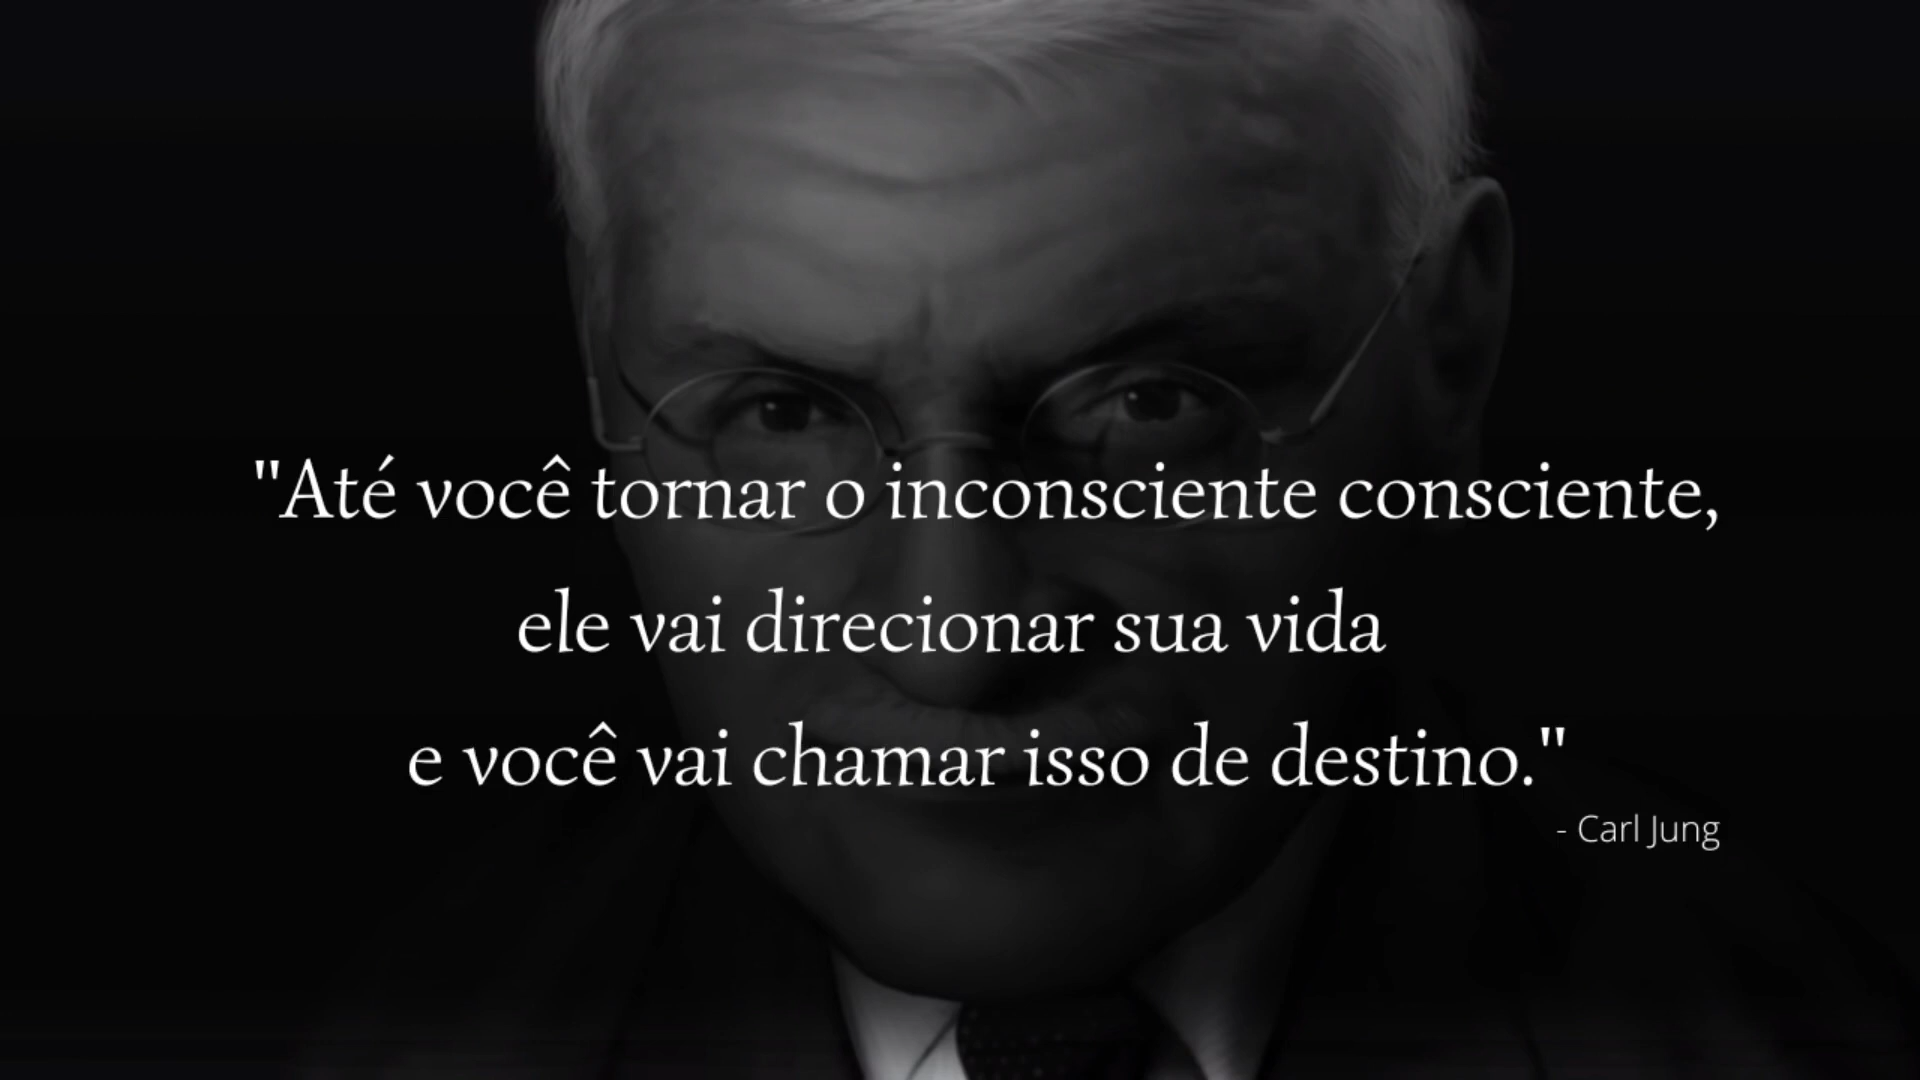 "Até você tornar o inconsciente consciente,
ele vai direcionar sua vida
e você vai chamar isso de destino."
- Carl Jung